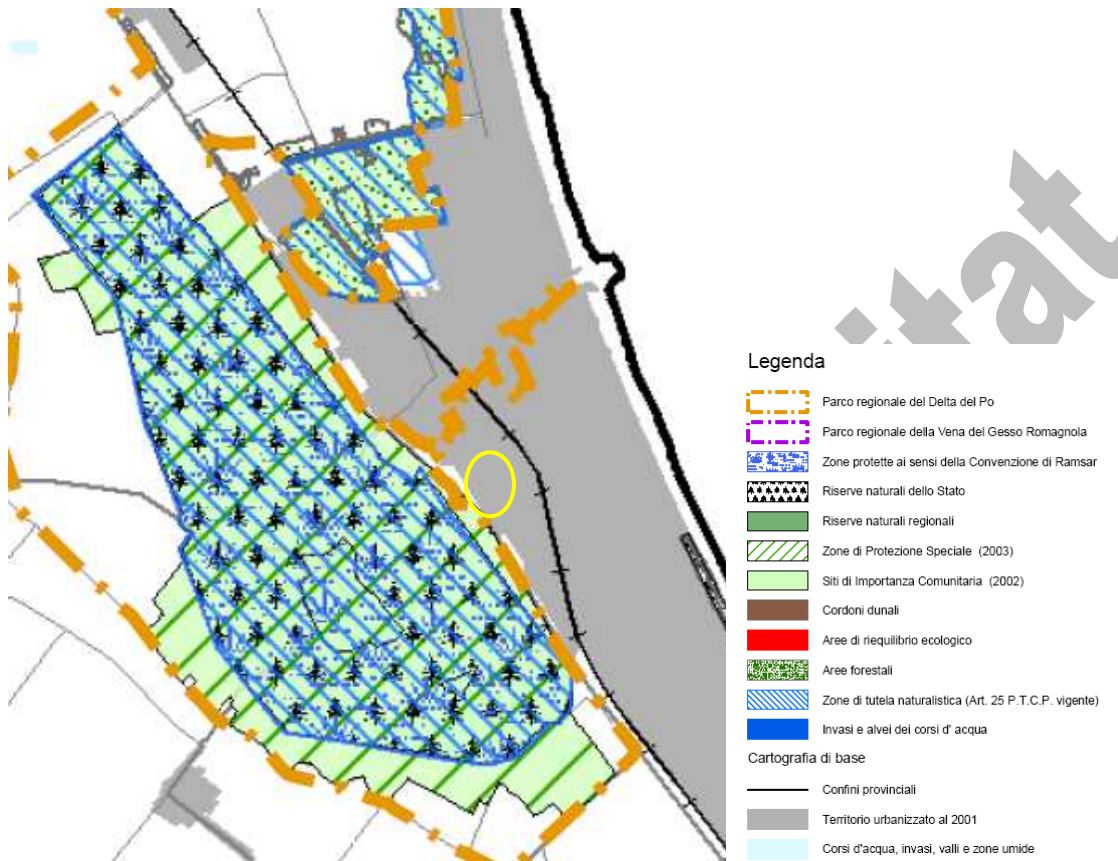 itat
Legenda
Parco regionale del Delta del Po
Parco regionale della Vena del Gesso Romagnola
Zone protette ai sensi della Convenzione di Ramsar
Riserve naturali dello Stato
Riserve naturali regionali
Zone di Protezione Speciale (2003)
Siti di Importanza Comunitaria (2002)
Cordoni dunali
Aree di riequilibrio ecologico
Aree forestali
Zone di tutela naturalistica (Art. 25 P.T.C.P. vigente)
Invasi e alvei dei corsi d' acqua
Cartografia di base
Confini provinciali
Territorio urbanizzato al 2001
Corsi d'acqua, invasi, valli e zone umide